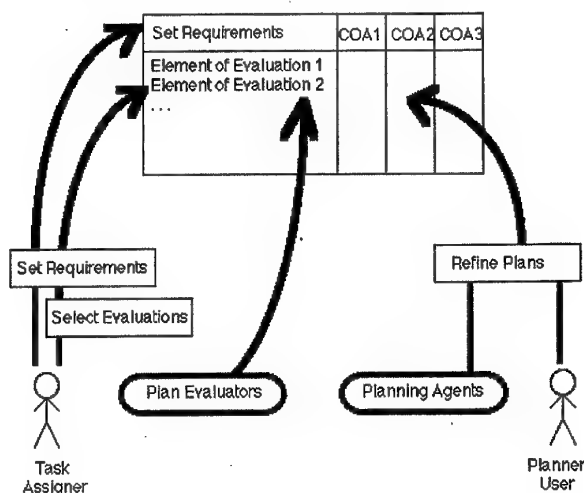 Set Requirements COA1 COA2 COA3
Element of Evaluation 1
Element of Evaluation 2
...
Set Requirements
Refine Plans
Select Evaluations
Plan Evaluators
Planning Agents
Task
Assigner
Planner
User